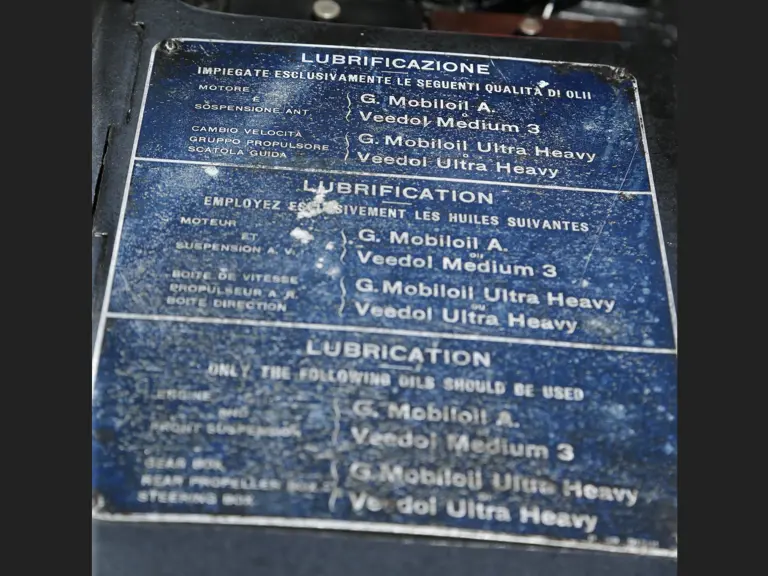 LUBRIFICAZIONE
IMPIEGATE ESCLUSIVAMENTE LE SEGUENTI QUALITÀ DI OLII
MOTORE
E
SOSPENSIONE ANT.
G. Mobiloil A.
O
Veedol Medium 3
CAMBIO VELOCITÀ
GRUPPO PROPULSORE
SCATOLA GUIDA
G. Mobiloil Ultra Heavy
Veedol Ultra Heavy
LUBRIFICATION
EMPLOYEZ ESCLUSIVEMENT LES HUILES SUIVANTES
MOTEUR
ET
SUSPENSION A. V.
G. Mobiloil A.
OU
Veedol Medium 3
BOITE DE VITESSE
PROPULSEUR A. R.
BOITE DIRECTION
G. Mobiloil Ultra Heavy
OU
Veedol Ultra Heavy
LUBRICATION
ONLY THE FOLLOWING OILS SHOULD BE USED
ENGINE
AND
FRONT SUSPENSION
G. Mobiloil A.
Veedol Medium 3
GEAR BOX
REAR PROPELLER
STEERING BOX
G. Mobiloil Ultra Heavy
Veedol Ultra Heavy